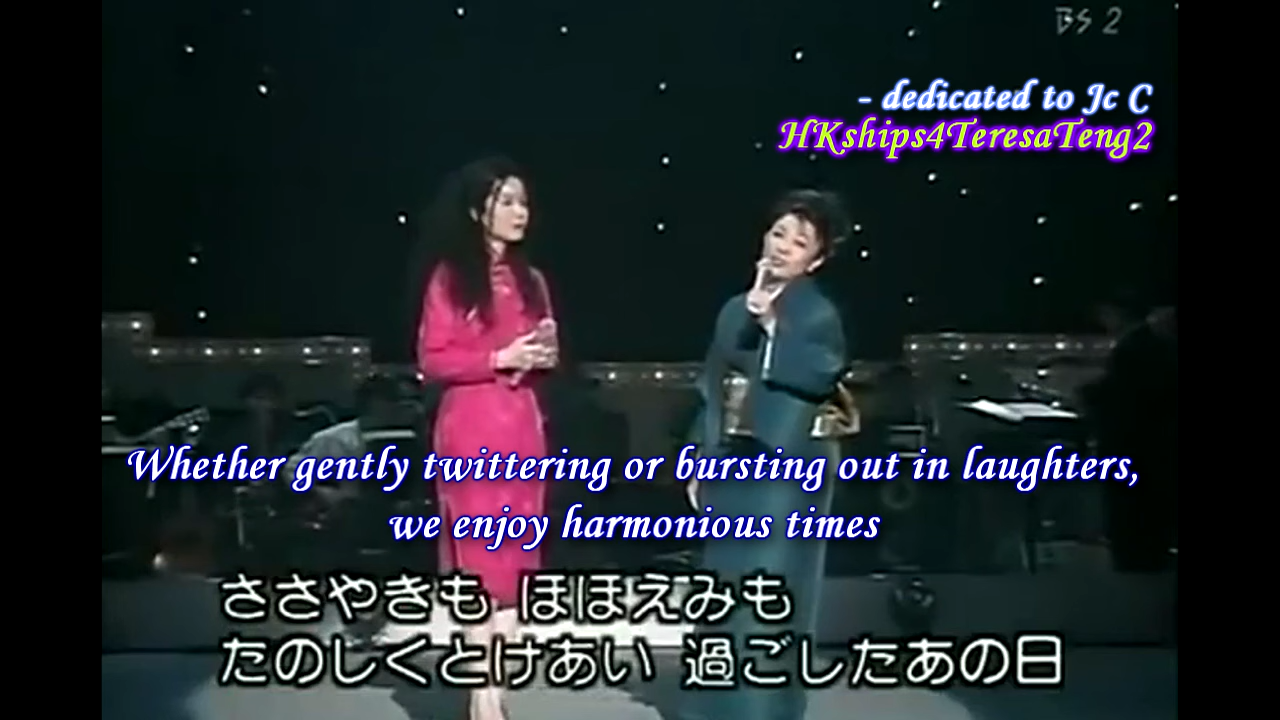 BS 2
- dedicated to Jc C
HKships4TeresaTeng2
Whether gently twittering or bursting out in laughters,
we enjoy harmonious times
ささやきも ほほえみも
たのしくとけあい 過ごしたあの日